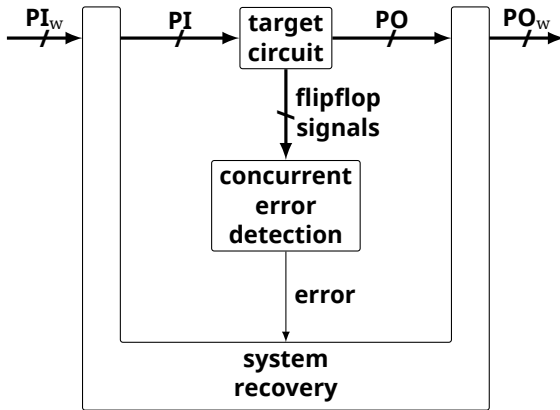 PIw
PI
target
circuit
PO
POw
flipflop
signals
concurrent
error
detection
error
system
recovery